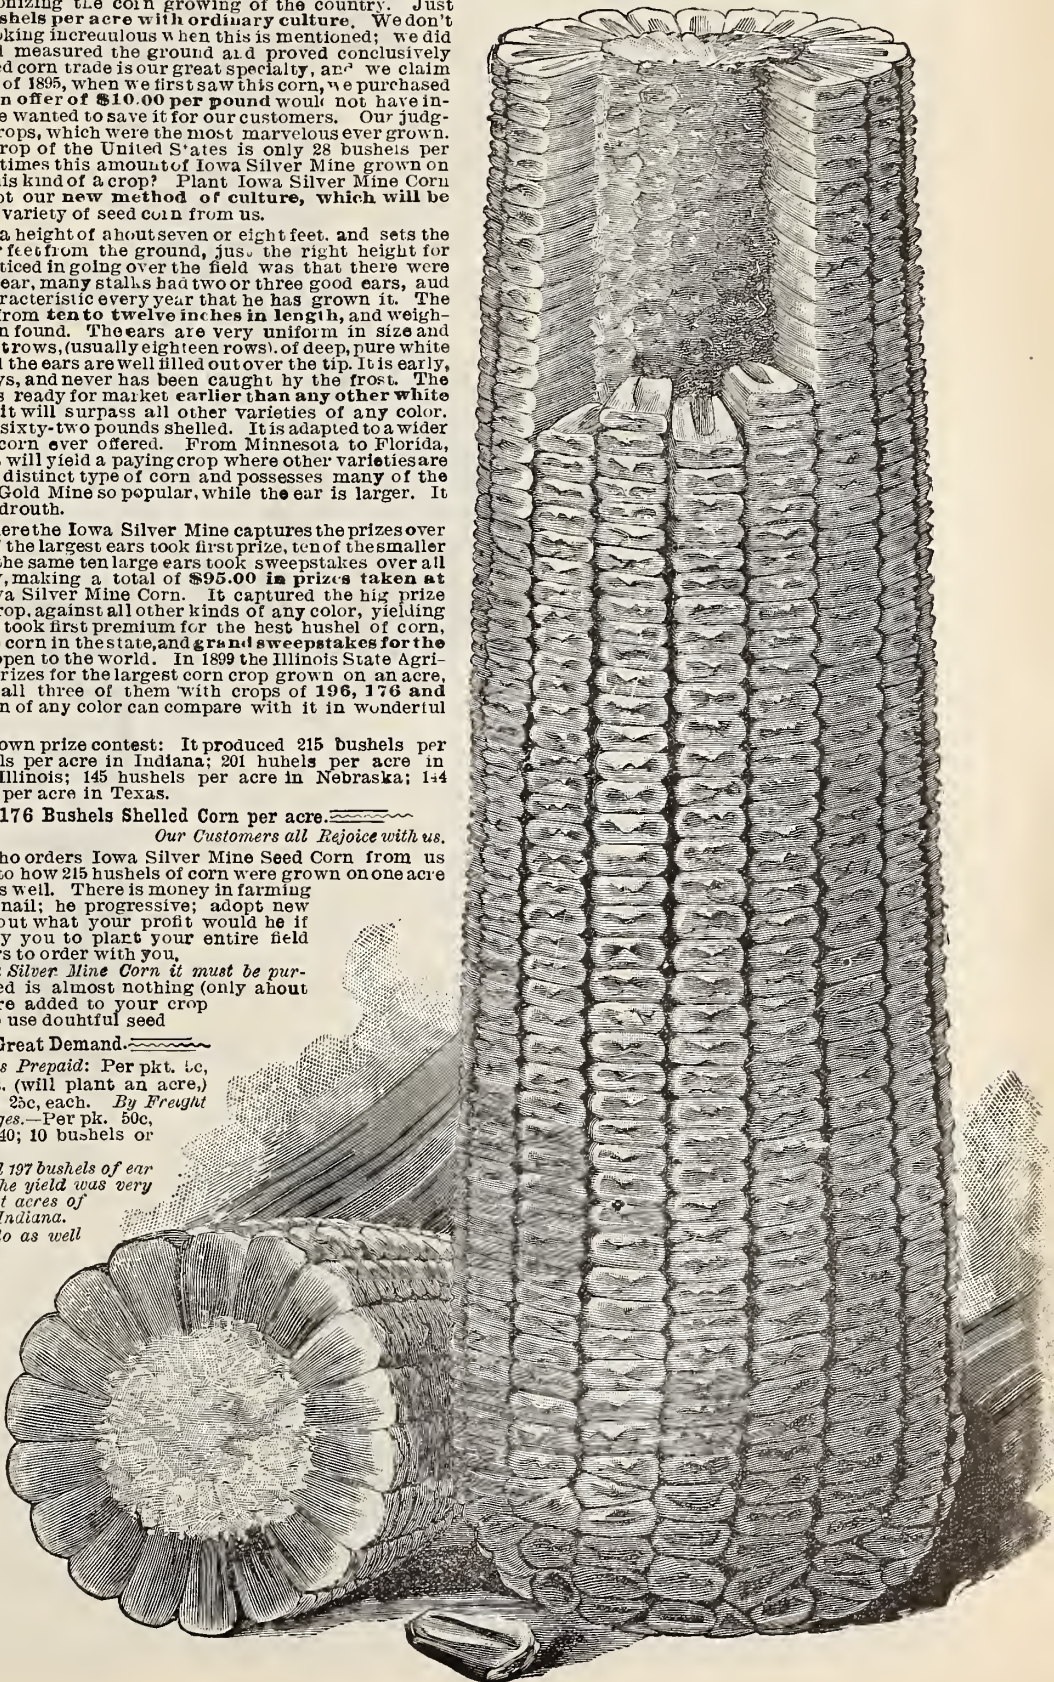 onizing the corn growing of the country. Just
shels per acre with ordinary culture. We don't
king increaulous when this is mentioned; we did
l measured the ground and proved conclusively
d corn trade is our great specialty, and we claim
of 1895, when we first saw this corn, we purchased
n offer of $10.00 per pound would not have in-
e wanted to save it for our customers. Our judg-
rops, which were the most marvelous ever grown.
rop of the United States is only 28 bushels per
times this amount of Iowa Silver Mine grown on
is kind of a crop? Plant Iowa Silver Mine Corn
ot our new method of culture, which will be
variety of seed corn from us.
a height of about seven or eight feet. and sets the
feet from the ground, just the right height for
ticed in going over the field was that there were
ear, many stalks had two or three good ears, aud
racteristic every year that he has grown it. The
from ten to twelve inches in length, and weigh-
n found. The ears are very uniform in size and
t rows, (usually eighteen rows). of deep, pure white
l the ears are well filled out over the tip. It is early,
ys, and never has been caught hy the frost. The
s ready for market earlier than any other white
it will surpass all other varieties of any color.
sixty-two pounds shelled. It is adapted to a wider
corn ever offered. From Minnesota to Florida,
will yield a paying crop where other varieties are
distinct type of corn and possesses many of the
Gold Mine so popular, while the ear is larger. It
drouth.
ere the Iowa Silver Mine captures the prizes over
the largest ears took first prize, ten of the smaller
he same ten large ears took sweepstakes over all
, making a total of $95.00 in prizes taken at
a Silver Mine Corn. It captured the hig prize
rop, against all other kinds of any color, yielding
took first premium for the hest hushel of corn,
corn in the state, and grand sweepstakes for the
open to the world. In 1899 the Illinois State Agri-
rizes for the largest corn crop grown on an acre,
all three of them with crops of 196, 176 and
n of any color can compare with it in wonderful
own prize contest: It produced 215 bushels per
ls per acre in Indiana; 201 huhels per acre in
Illinois; 145 hushels per acre in Nebraska; 144
per acre in Texas.
176 Bushels Shelled Corn per acre.
Our Customers all Rejoice with us.
ho orders Iowa Silver Mine Seed Corn from us
to how 215 hushels of corn were grown on one acre
s well. There is money in farming
nail; he progressive; adopt new
out what your profit would he if
y you to plant your entire field
rs to order with you,
Silver Mine Corn it must be pur-
ed is almost nothing (only ahout
re added to your crop
use douhtful seed
Great Demand.
s Prepaid: Per pkt. c,
. (will plant an acre,)
25c, each. By Freight
ges.—Per pk. 50c,
40; 10 bushels or
l 197 bushels of ear
he yield was very
t acres of
Indiana.
o as well